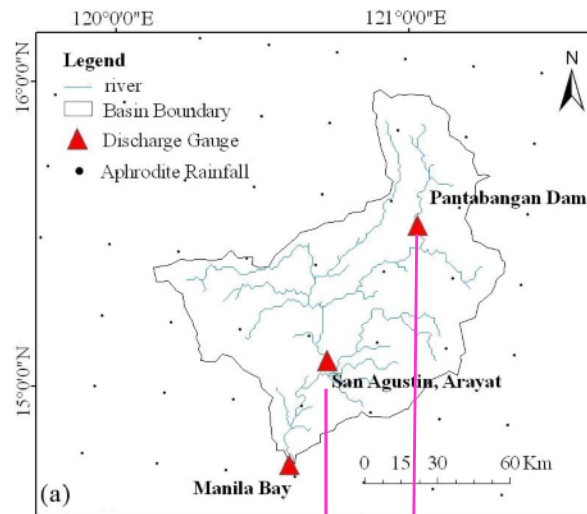 120°0'0"E
121°0'0"E
16°0'0"N
Legend
river
Basin Boundary
Discharge Gauge
Aphrodite Rainfall
N
Pantabangan Dam
15°0'0"N
San Agustin, Arayat
Manila Bay
0 20 30 60 Km
(a)